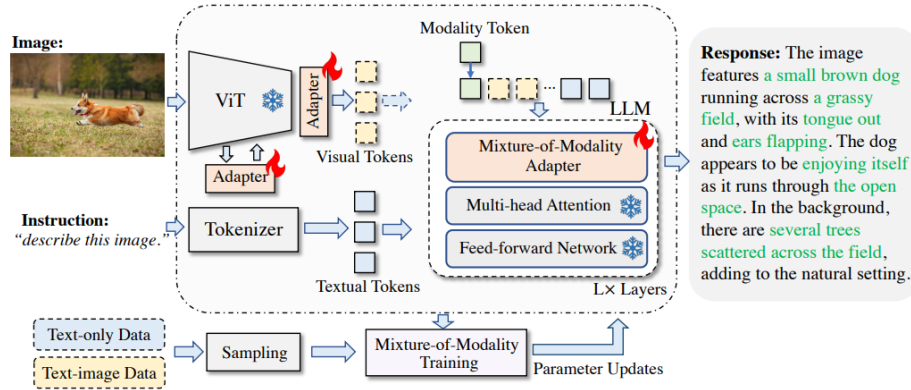 Image:
ViT
Adapter
Adapter
Visual Tokens
Modality Token
...
LLM
Mixture-of-Modality
Adapter
Multi-head Attention
Feed-forward Network
L× Layers
Instruction:
“describe this image.”
Tokenizer
Textual Tokens
Response: The image
features a small brown dog
running across a grassy
field, with its tongue out
and ears flapping. The dog
appears to be enjoying itself
as it runs through the open
space. In the background,
there are several trees
scattered across the field,
adding to the natural setting.
Text-only Data
Text-image Data
Sampling
Mixture-of-Modality
Training
Parameter Updates